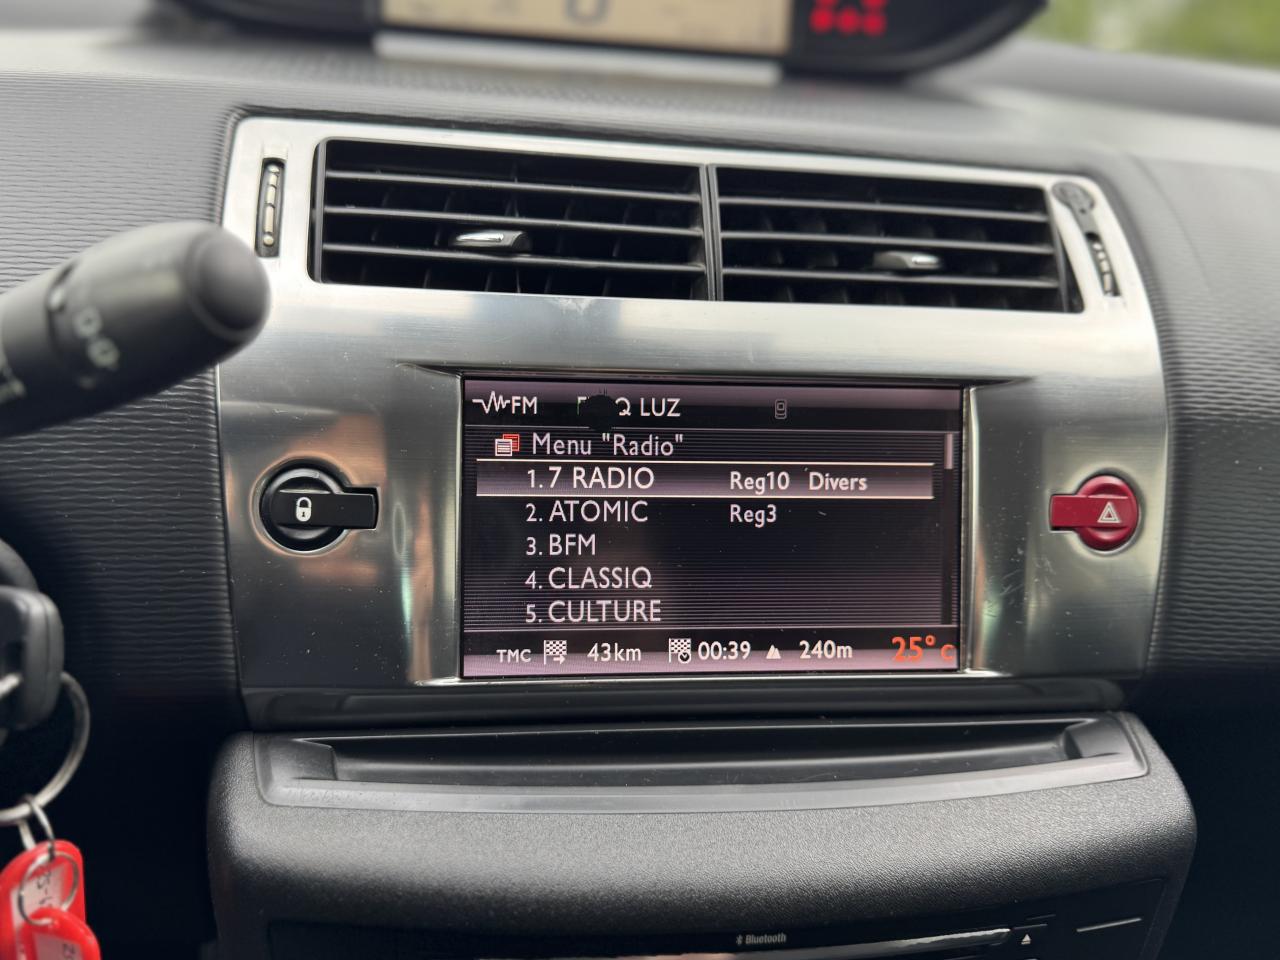 FM LUZ
Menu "Radio"
1. 7 RADIO Reg10 Divers
2. ATOMIC Reg3
3. BFM
4. CLASSIQ
5. CULTURE
TMC 43km 00:39 240m 25° C
Bluetooth